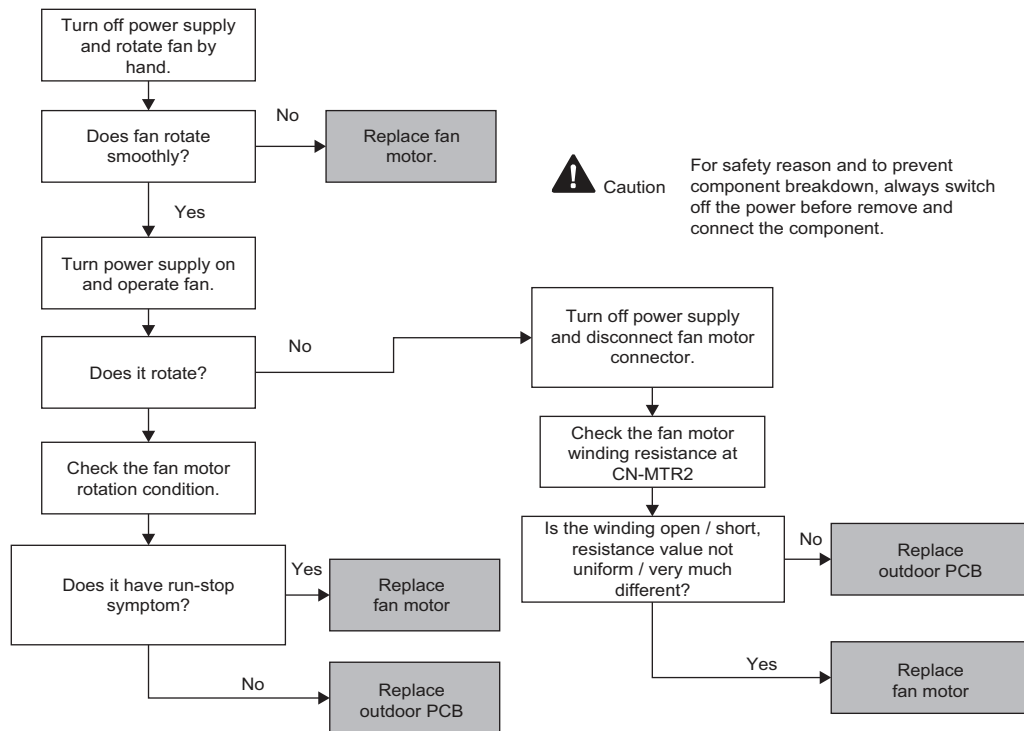 Turn off power supply
and rotate fan by
hand.
Does fan rotate
smoothly?
No
Replace fan
motor.
Caution
For safety reason and to prevent
component breakdown, always switch
off the power before remove and
connect the component.
Yes
Turn power supply on
and operate fan.
Does it rotate?
No
Turn off power supply
and disconnect fan motor
connector.
Check the fan motor
rotation condition.
Check the fan motor
winding resistance at
CN-MTR2
Does it have run-stop
symptom?
Yes
Replace
fan motor
No
Replace
outdoor PCB
Is the winding open / short,
resistance value not
uniform / very much
different?
No
Replace
outdoor PCB
Yes
Replace
fan motor